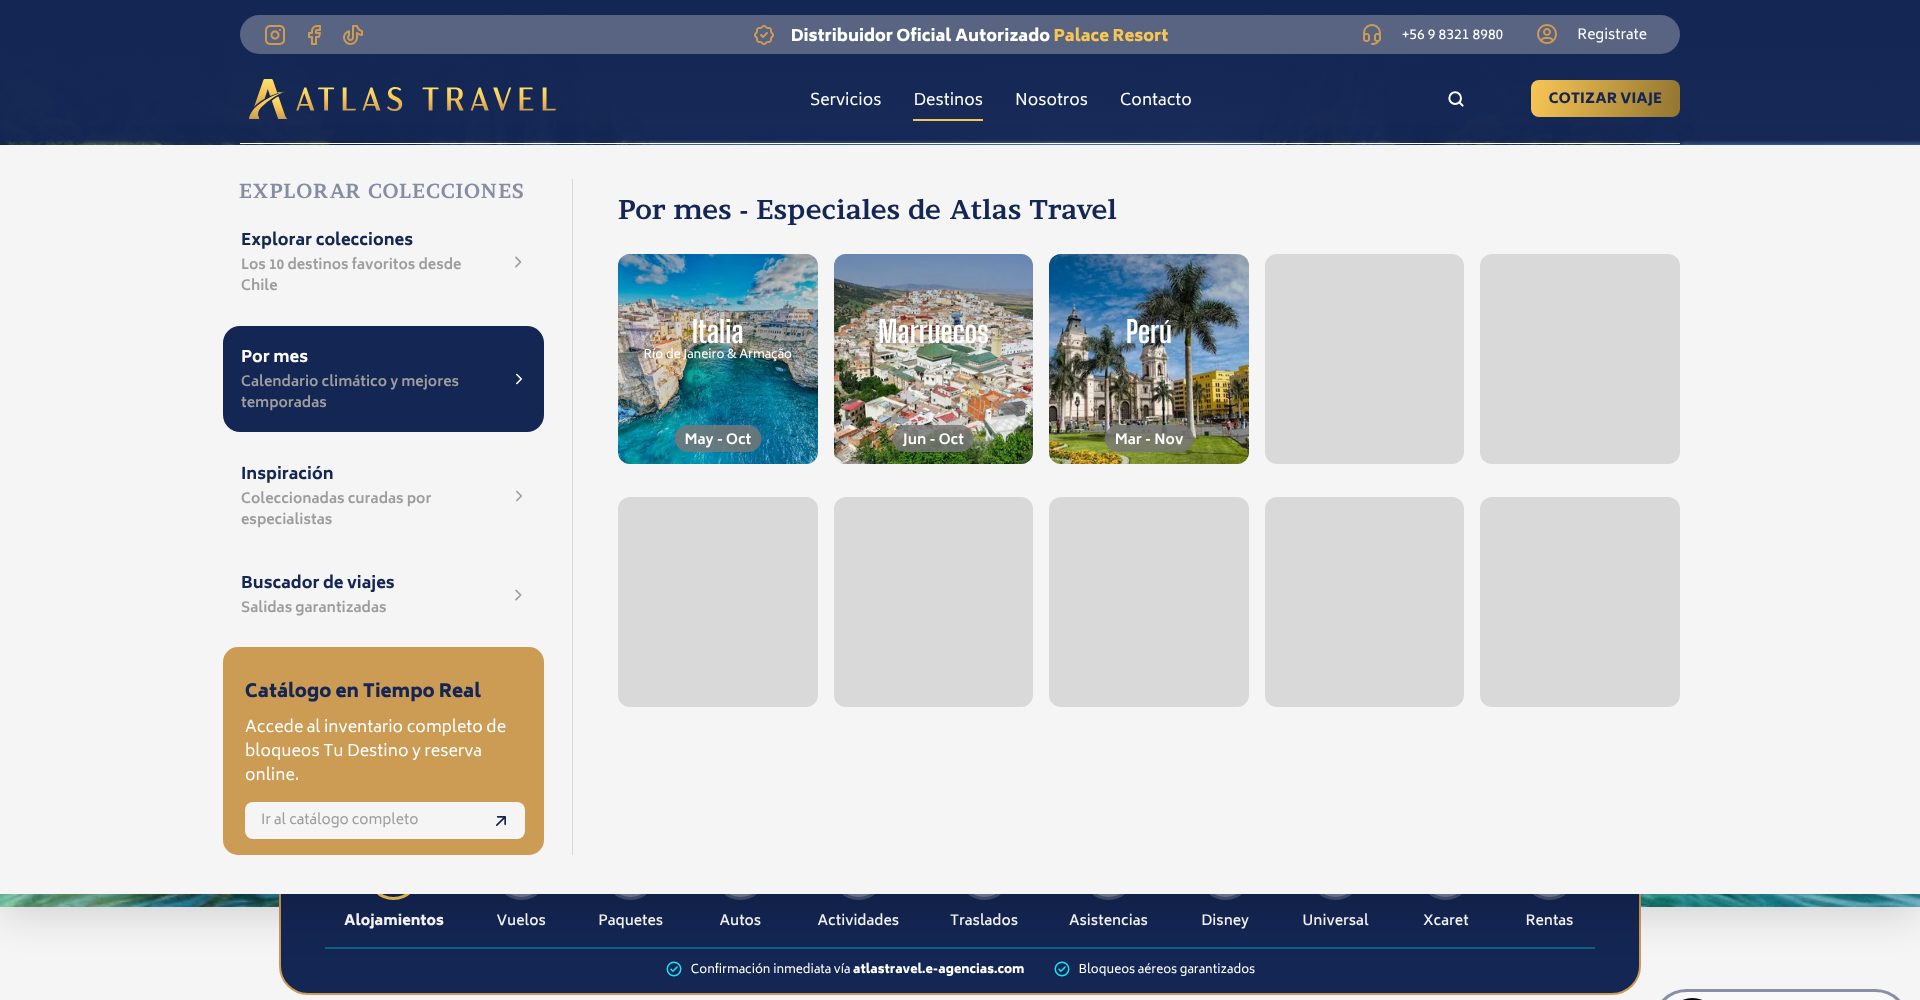 Distribuidor Oficial Autorizado Palace Resort
+56 9 8321 8980
Registrate
ATLAS TRAVEL
Servicios
Destinos
Nosotros
Contacto
COTIZAR VIAJE
EXPLORAR COLECCIONES
Explorar colecciones
Los 10 destinos favoritos desde
Chile
Por mes
Calendario climático y mejores
temporadas
Inspiración
Coleccionadas curadas por
especialistas
Buscador de viajes
Salidas garantizadas
Catálogo en Tiempo Real
Accede al inventario completo de
bloqueos Tu Destino y reserva
online.
Ir al catálogo completo
Por mes - Especiales de Atlas Travel
Italia
Rio de Janeiro & Armação
May - Oct
Marruecos
Jun - Oct
Perú
Mar - Nov
Alojamientos
Vuelos
Paquetes
Autos
Actividades
Traslados
Asistencias
Disney
Universal
Xcaret
Rentas
Confirmación inmediata vía atlastravel.e-agencias.com
Bloqueos aéreos garantizados